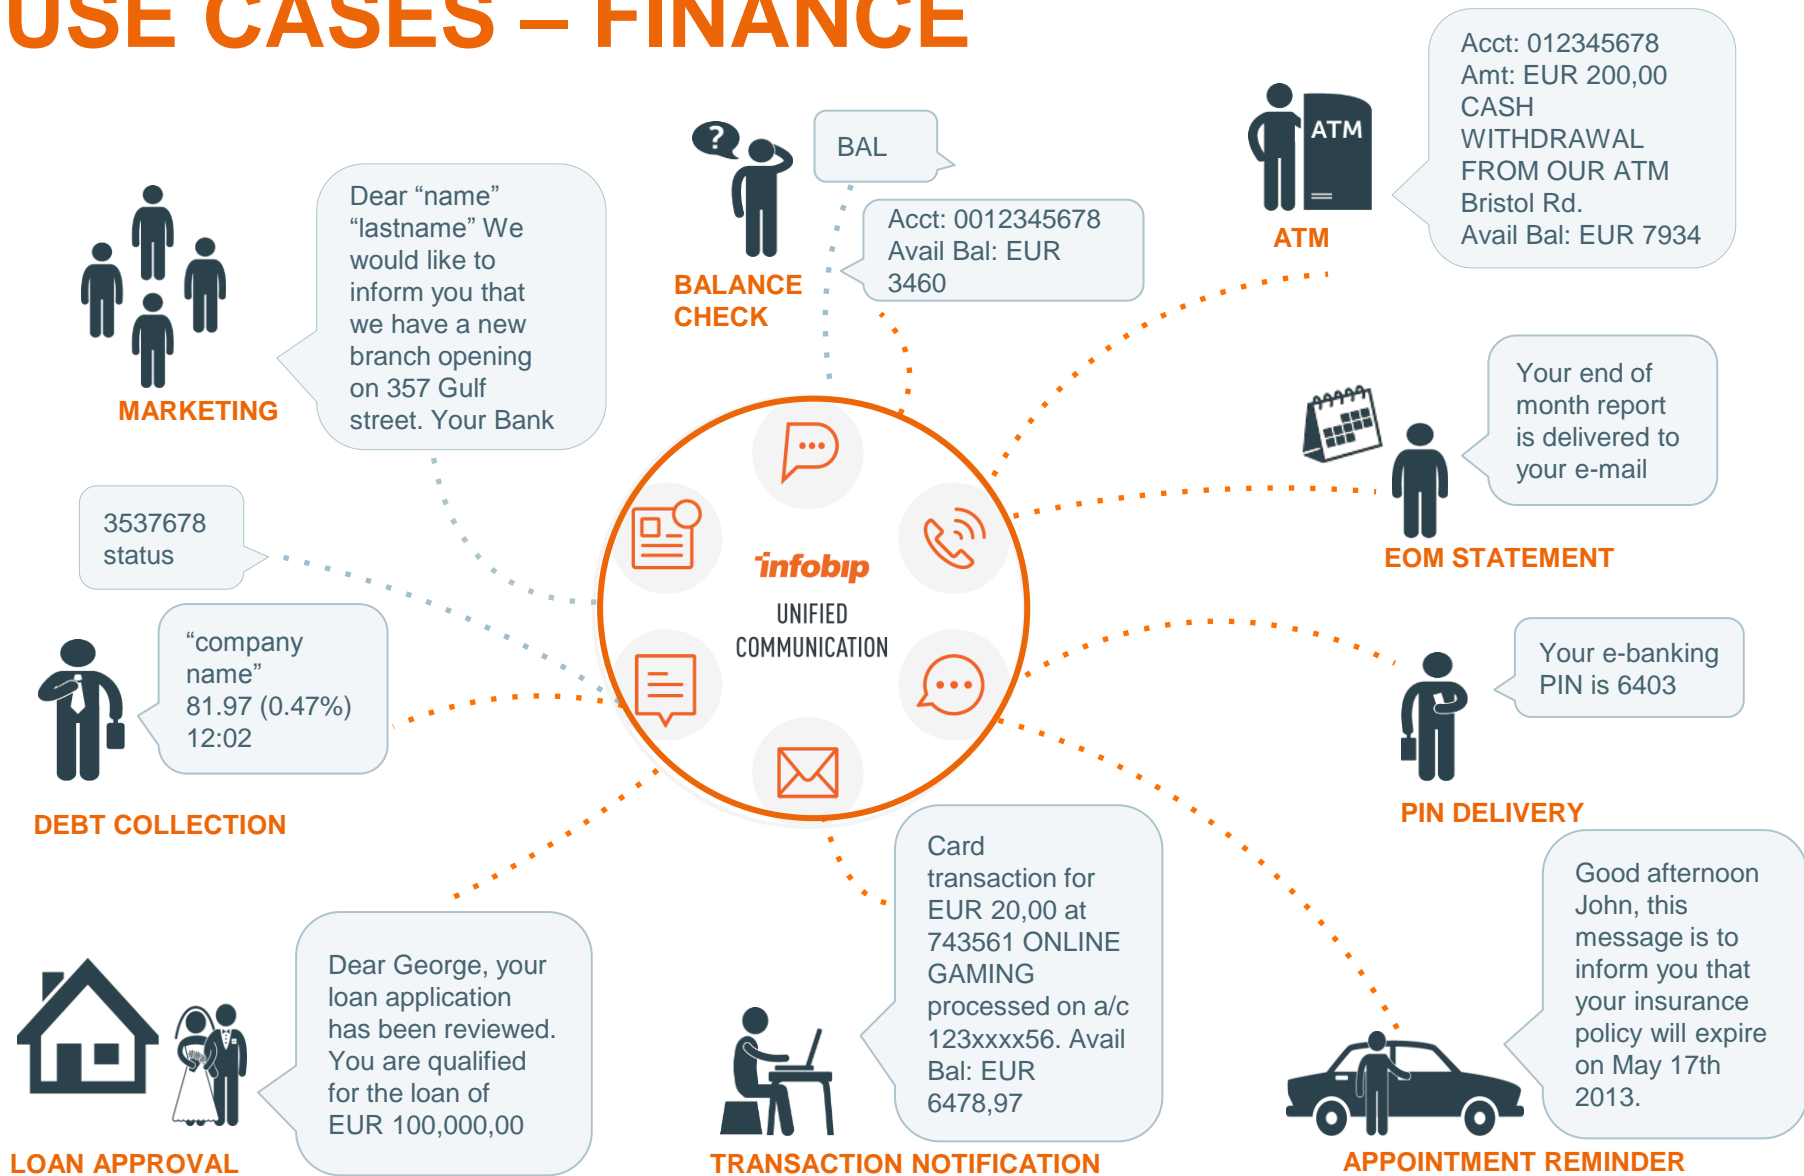 USE CASES – FINANCE
Acct: 012345678
Amt: EUR 200,00
CASH
WITHDRAWAL
FROM OUR ATM
Bristol Rd.
Avail Bal: EUR 7934
ATM
ATM
?
BAL
Acct: 0012345678
Avail Bal: EUR
3460
BALANCE
CHECK
Dear “name”
“lastname” We
would like to
inform you that
we have a new
branch opening
on 357 Gulf
street. Your Bank
MARKETING
Your end of
month report
is delivered to
your e-mail
EOM STATEMENT
3537678
status
infobip
UNIFIED
COMMUNICATION
“company
name”
81.97 (0.47%)
12:02
DEBT COLLECTION
Your e-banking
PIN is 6403
PIN DELIVERY
Dear George, your
loan application
has been reviewed.
You are qualified
for the loan of
EUR 100,000,00
LOAN APPROVAL
Card
transaction for
EUR 20,00 at
743561 ONLINE
GAMING
processed on a/c
123xxxx56. Avail
Bal: EUR
6478,97
TRANSACTION NOTIFICATION
Good afternoon
John, this
message is to
inform you that
your insurance
policy will expire
on May 17th
2013.
APPOINTMENT REMINDER